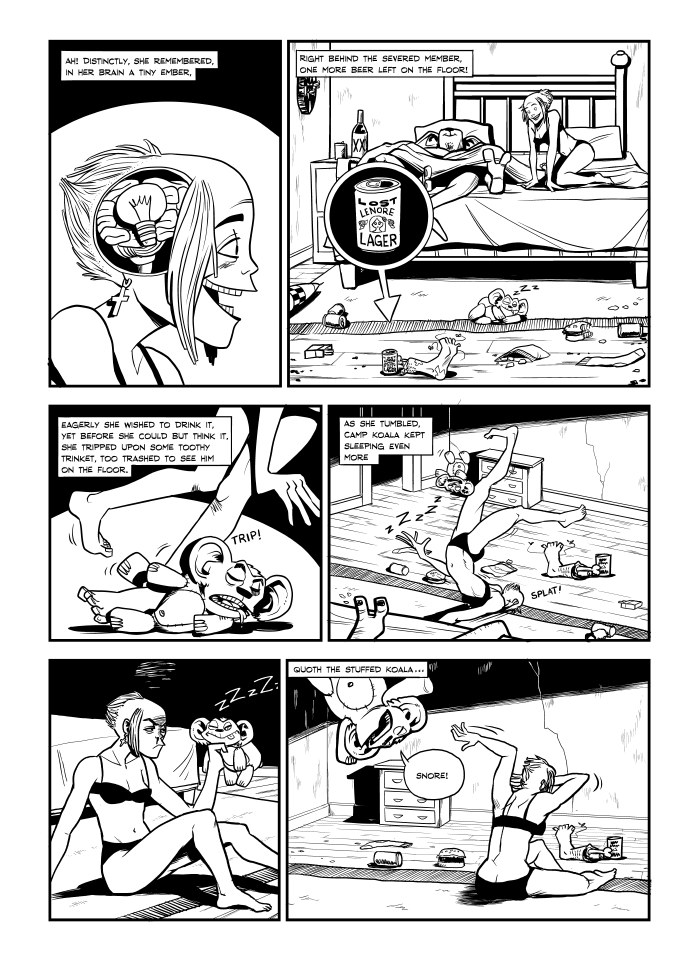 AH! DISTINCTLY, SHE REMEMBERED,
IN HER BRAIN A TINY EMBER,
RIGHT BEHIND THE SEVERED MEMBER,
ONE MORE BEER LEFT ON THE FLOOR!
XX
LOST
LENORE
LAGER
ZZZ
EAGERLY SHE WISHED TO DRINK IT,
YET BEFORE SHE COULD BUT THINK IT,
SHE TRIPPED UPON SOME TOOTHY
TRINKET, TOO TRASHED TO SEE HIM
ON THE FLOOR.
TRIP!
AS SHE TUMBLED,
CAMP KOALA KEPT
SLEEPING EVEN
MORE
ZZZZZ
SPLAT!
ZZZZ
QUOTH THE STUFFED KOALA...
SNORE!